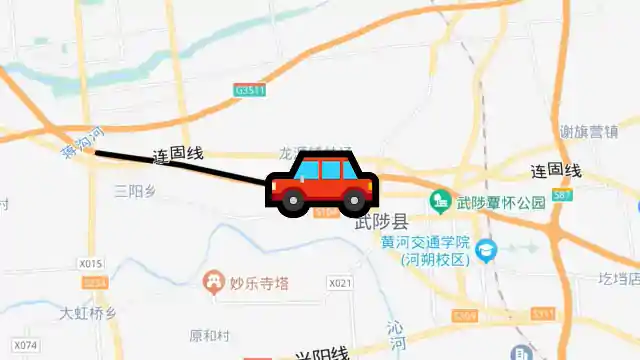 G3511
谢旗营镇
蒋沟河
连固线
连固线
三阳乡
村
S87
武陟覃怀公园
武陟县
黄河交通学院
(河朔校区)
X015
S234
妙乐寺塔
X021
圪垱店
大虹桥乡
S309
S311
原和村
沁河
X074
兴阳线